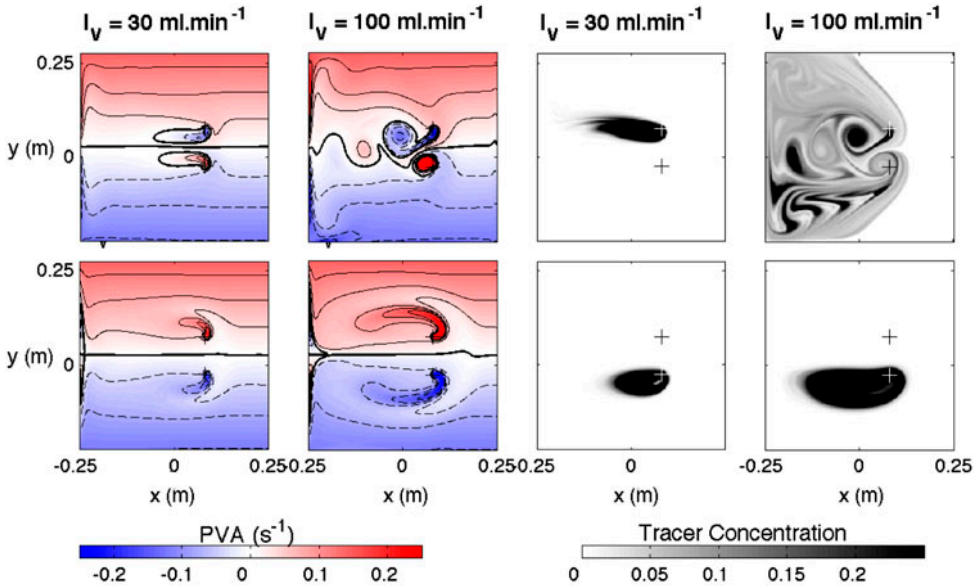 I_v = 30 ml.min⁻¹ I_v = 100 ml.min⁻¹ I_v = 30 ml.min⁻¹ I_v = 100 ml.min⁻¹
0.25
y (m)
0
0.25
y (m)
0
-0.25 0 0.25 -0.25 0 0.25 -0.25 0 0.25 -0.25 0 0.25
x (m) x (m) x (m) x (m)
PVA (s⁻¹) Tracer Concentration
-0.2 -0.1 0 0.1 0.2 0 0.05 0.1 0.15 0.2